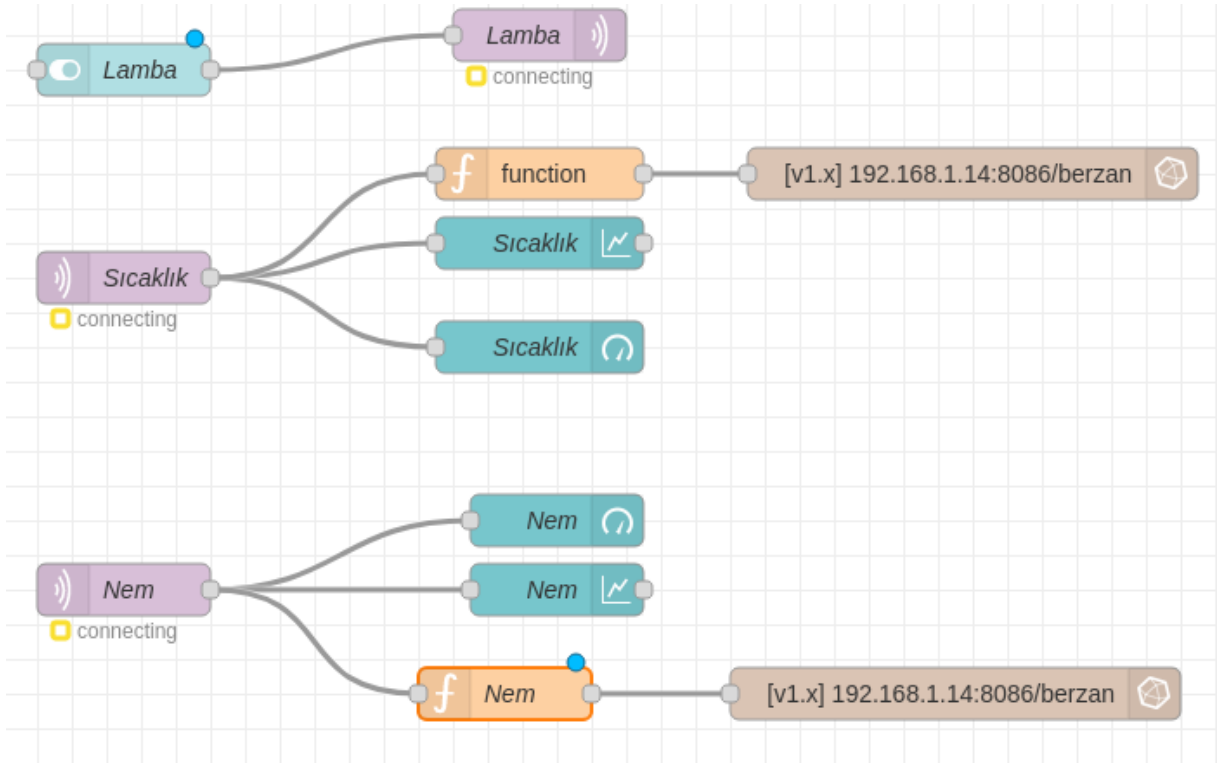 Lamba
connecting
Lamba
function
[v1.x] 192.168.1.14:8086/berzan
Sıcaklık
Sıcaklık
connecting
Sıcaklık
Nem
Nem
connecting
Nem
Nem
[v1.x] 192.168.1.14:8086/berzan